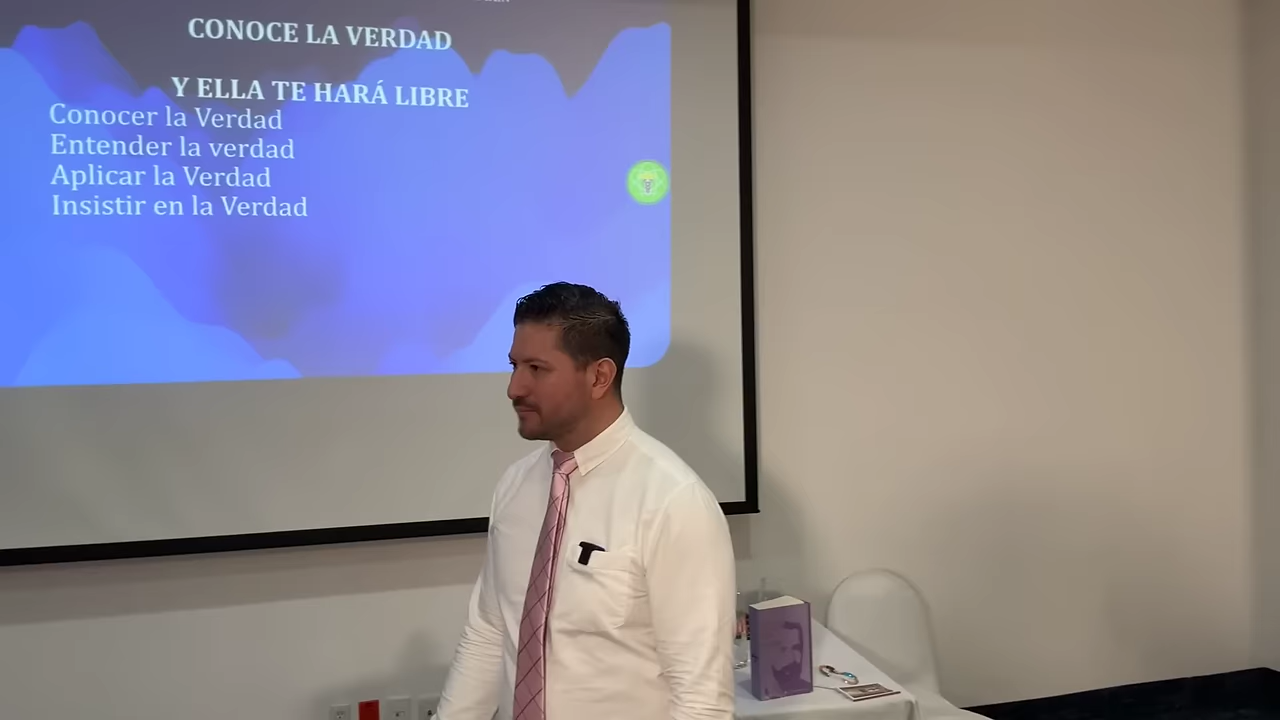 CONOCE LA VERDAD
Y ELLA TE HARÁ LIBRE
Conocer la Verdad
Entender la verdad
Aplicar la Verdad
Insistir en la Verdad